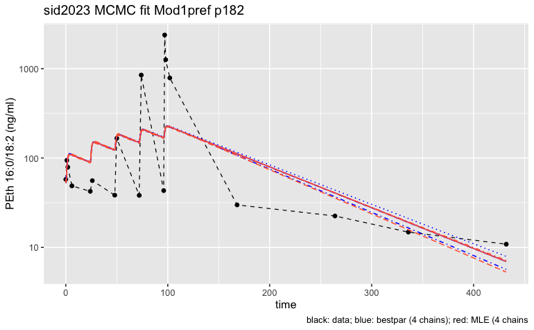 sid2023 MCMC fit Mod1pref p182
PEth 16:0/18:2 (ng/ml)
1000
100
10
0
100
200
300
400
time
black: data; blue: bestpar (4 chains); red: MLE (4 chains